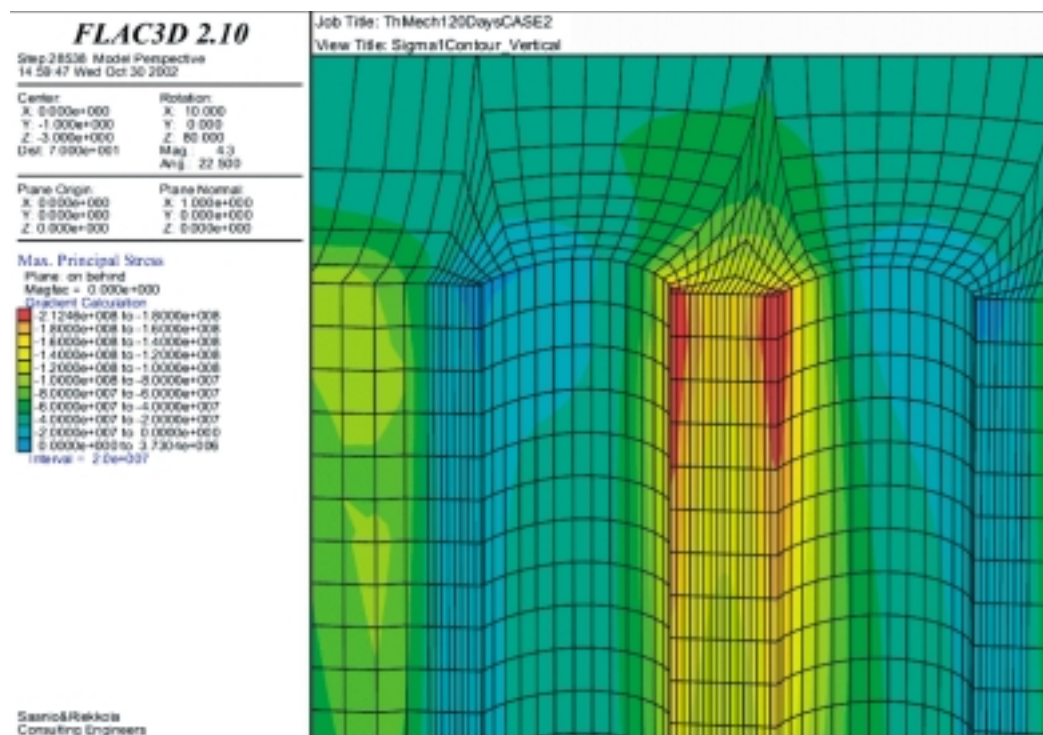 FLAC3D 2.10
Step 28538 Model Perspective
14:59:47 Wed Oct 30 2002
Center:
X: 0.000e+000
Y: -1.000e+000
Z: -3.000e+000
Dist: 7.000e+001
Rotation:
X: 10.000
Y: 0.000
Z: 80.000
Mag.: 4.3
Ang.: 22.500
Plane Origin:
X: 0.000e+000
Y: 0.000e+000
Z: 0.000e+000
Plane Normal:
X: 1.000e+000
Y: 0.000e+000
Z: 0.000e+000
Max. Principal Stress
Plane: on behind
Magfac = 0.000e+000
Gradient Calculation
-2.1246e+008 to -1.8000e+008
-1.8000e+008 to -1.6000e+008
-1.6000e+008 to -1.4000e+008
-1.4000e+008 to -1.2000e+008
-1.2000e+008 to -1.0000e+008
-1.0000e+008 to -8.0000e+007
-8.0000e+007 to -6.0000e+007
-6.0000e+007 to -4.0000e+007
-4.0000e+007 to -2.0000e+007
-2.0000e+007 to 0.0000e+000
0.0000e+000 to 3.7304e+006
Interval = 2.0e+007
Saanio&Riekkola
Consulting Engineers
Job Title: ThMech120DaysCASE2
View Title: Sigma1Contour_Vertical